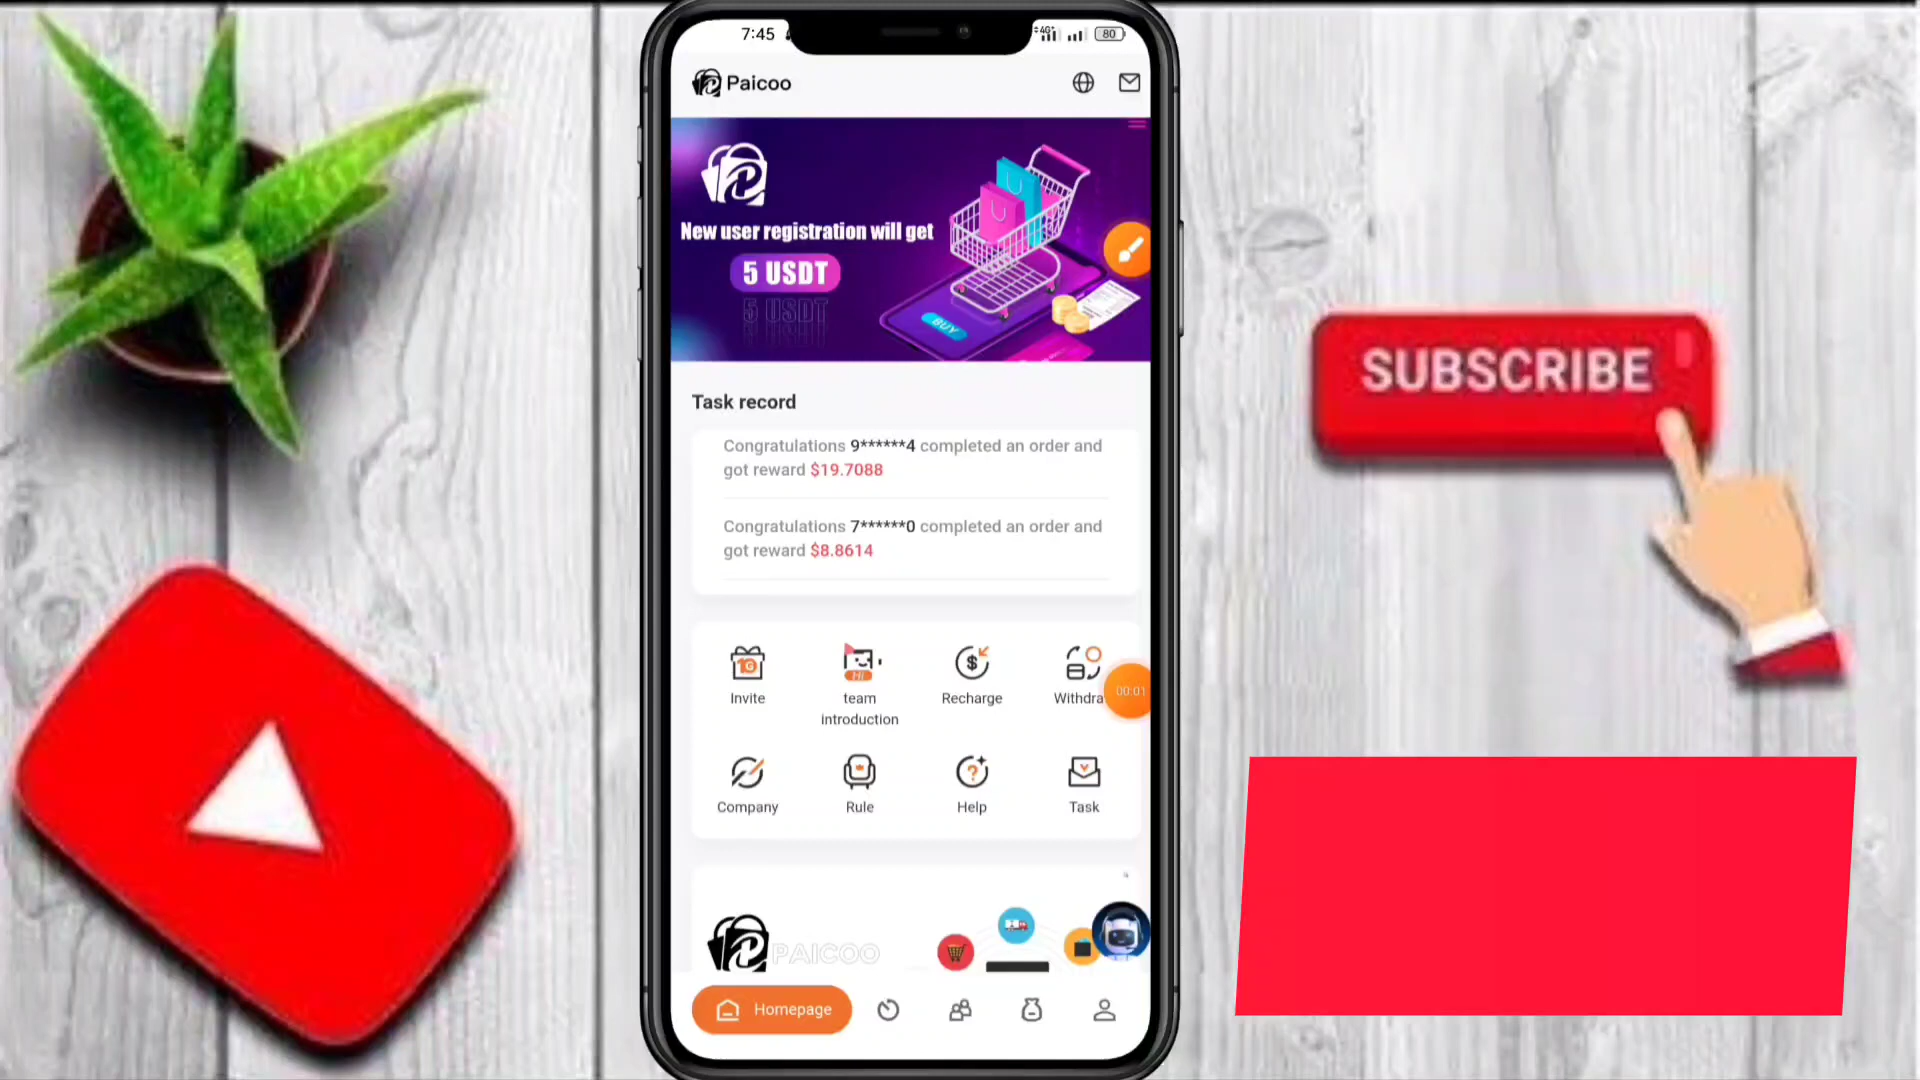 7:45
4G+
80
Paicoo
New user registration will get
5 USDT
5 USDT
BUY
Task record
Congratulations 9******4 completed an order and
got reward $19.7088
Congratulations 7******0 completed an order and
got reward $8.8614
Invite
team
introduction
Recharge
Withdra
00:01
Company
Rule
Help
Task
PAICOO
Homepage
SUBSCRIBE